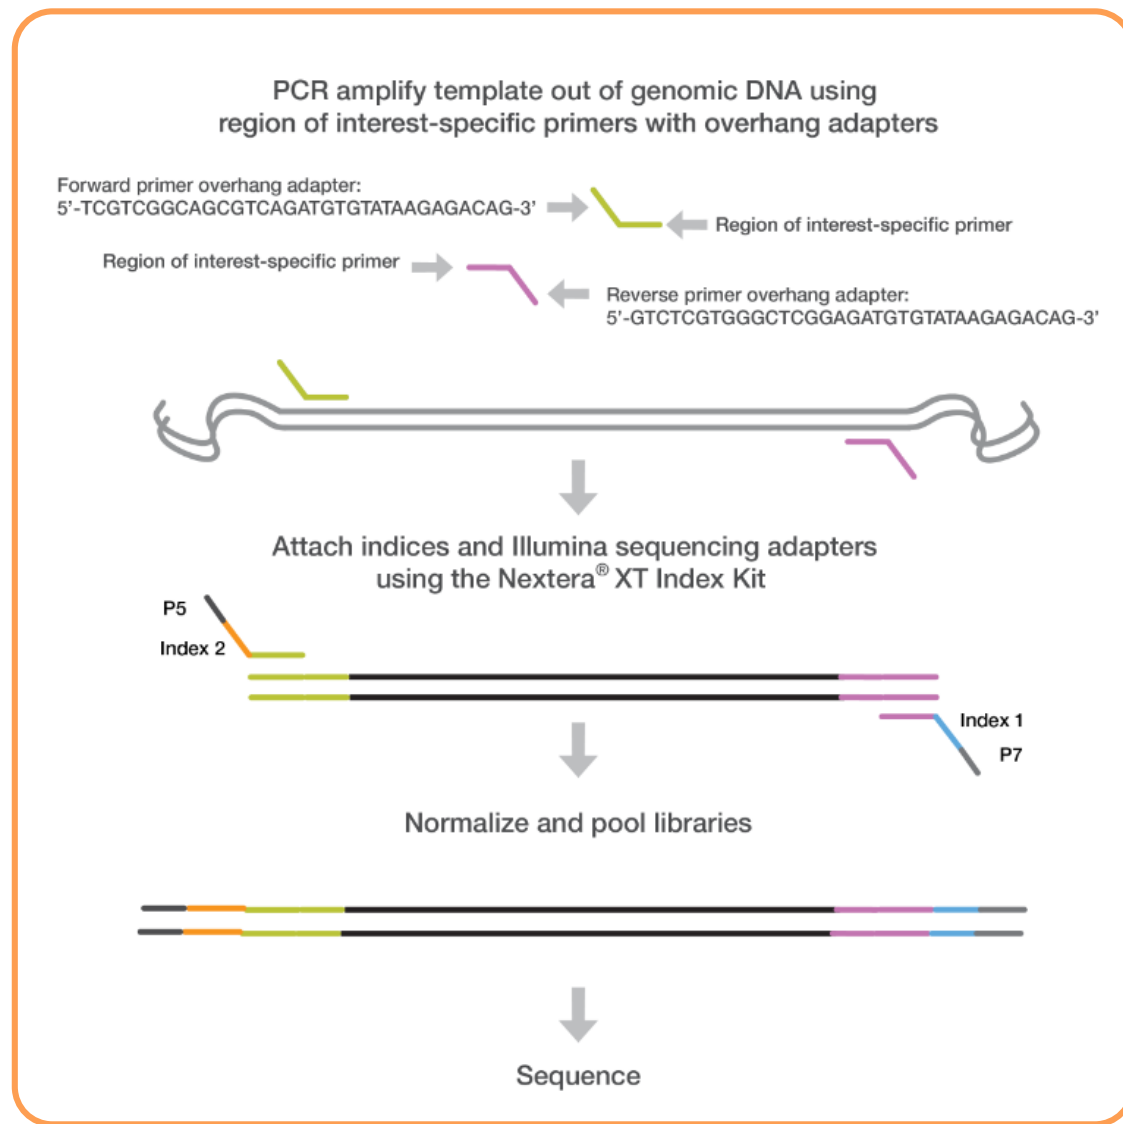 PCR amplify template out of genomic DNA using
region of interest-specific primers with overhang adapters
Forward primer overhang adapter:
5’-TCGTCGGCAGCGTCAGATGTGTATAAGAGACAG-3’
Region of interest-specific primer
Region of interest-specific primer
Reverse primer overhang adapter:
5’-GTCTCGTGGGCTCGGAGATGTGTATAAGAGACAG-3’
Attach indices and Illumina sequencing adapters
using the Nextera® XT Index Kit
P5
Index 2
Index 1
P7
Normalize and pool libraries
Sequence